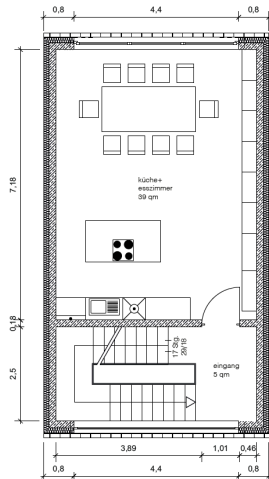 0,8 4,4 0,8
7,18
küche+
esszimmer
39 qm
0,18
17 Stg.
29/18
2,5
eingang
5 qm
3,89 1,01 0,46
0,8 4,4 0,8